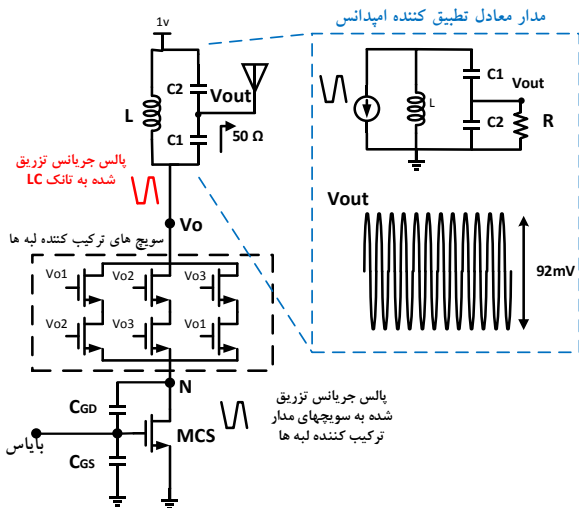 مدار معادل تطبیق کننده امپدانس
1v
L
C2
Vout
C1
50 Ω
پالس جریانس تزریق
شده به تانک LC
Vo
سویچ های ترکیب کننده لبه ها
Vo1
Vo2
Vo3
Vo2
Vo3
Vo1
N
CGD
MCS
بایاس
CGS
پالس جریانس تزریق
شده به سویچهای مدار
ترکیب کننده لبه ها
C1
Vout
L
C2
R
Vout
92mV